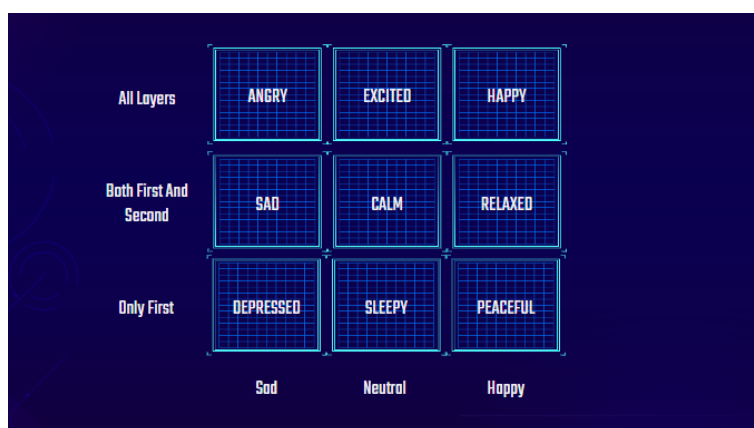 All Layers ANGRY EXCITED HAPPY
Both First And
Second SAD CALM RELAXED
Only First DEPRESSED SLEEPY PEACEFUL
Sad Neutral Happy